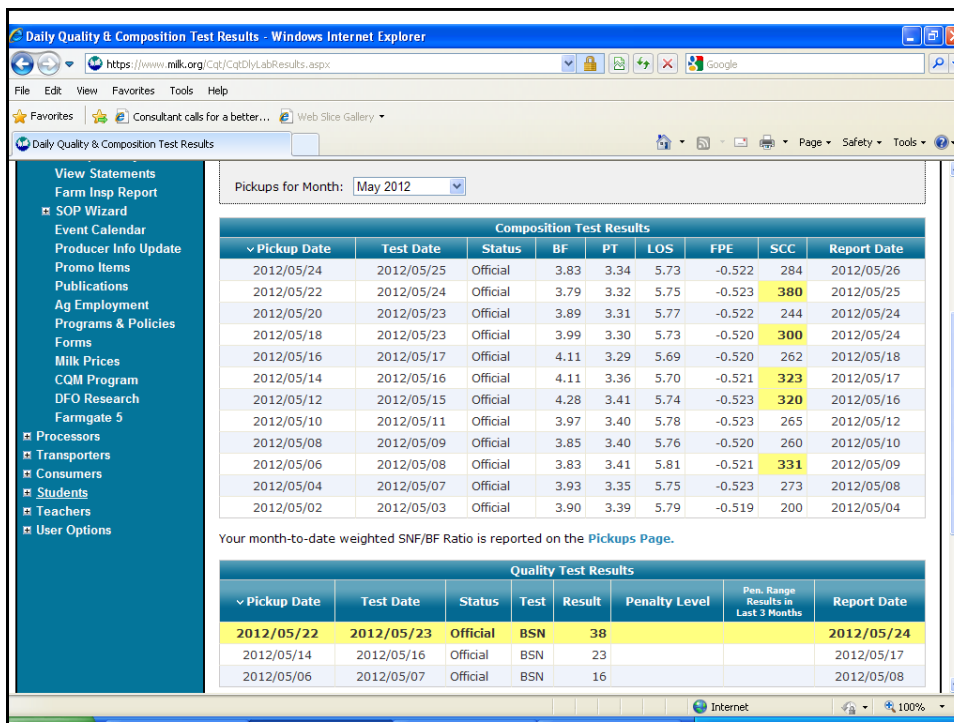 Daily Quality & Composition Test Results - Windows Internet Explorer
https://www.milk.org/Cqt/CqtDlyLabResults.aspx
Google
File Edit View Favorites Tools Help
Favorites Consultant calls for a better... Web Slice Gallery
Daily Quality & Composition Test Results
Page Safety Tools
View Statements
Farm Insp Report
SOP Wizard
Event Calendar
Producer Info Update
Promo Items
Publications
Ag Employment
Programs & Policies
Forms
Milk Prices
CQM Program
DFO Research
Farmgate 5
Processors
Transporters
Consumers
Students
Teachers
User Options
Pickups for Month: May 2012
Composition Test Results
Pickup Date Test Date Status BF PT LOS FPE SCC Report Date
2012/05/24 2012/05/25 Official 3.83 3.34 5.73 -0.522 284 2012/05/26
2012/05/22 2012/05/24 Official 3.79 3.32 5.75 -0.523 380 2012/05/25
2012/05/20 2012/05/23 Official 3.89 3.31 5.77 -0.522 244 2012/05/24
2012/05/18 2012/05/23 Official 3.99 3.30 5.73 -0.520 300 2012/05/24
2012/05/16 2012/05/17 Official 4.11 3.29 5.69 -0.520 262 2012/05/18
2012/05/14 2012/05/16 Official 4.11 3.36 5.70 -0.521 323 2012/05/17
2012/05/12 2012/05/15 Official 4.28 3.41 5.74 -0.523 320 2012/05/16
2012/05/10 2012/05/11 Official 3.97 3.40 5.78 -0.523 265 2012/05/12
2012/05/08 2012/05/09 Official 3.85 3.40 5.76 -0.520 260 2012/05/10
2012/05/06 2012/05/08 Official 3.83 3.41 5.81 -0.521 331 2012/05/09
2012/05/04 2012/05/07 Official 3.93 3.35 5.75 -0.523 273 2012/05/08
2012/05/02 2012/05/03 Official 3.90 3.39 5.79 -0.519 200 2012/05/04
Your month-to-date weighted SNF/BF Ratio is reported on the Pickups Page.
Quality Test Results
Pickup Date Test Date Status Test Result Penalty Level Pen. Range Results in Last 3 Months Report Date
2012/05/22 2012/05/23 Official BSN 38 2012/05/24
2012/05/14 2012/05/16 Official BSN 23 2012/05/17
2012/05/06 2012/05/07 Official BSN 16 2012/05/08
Internet 100%